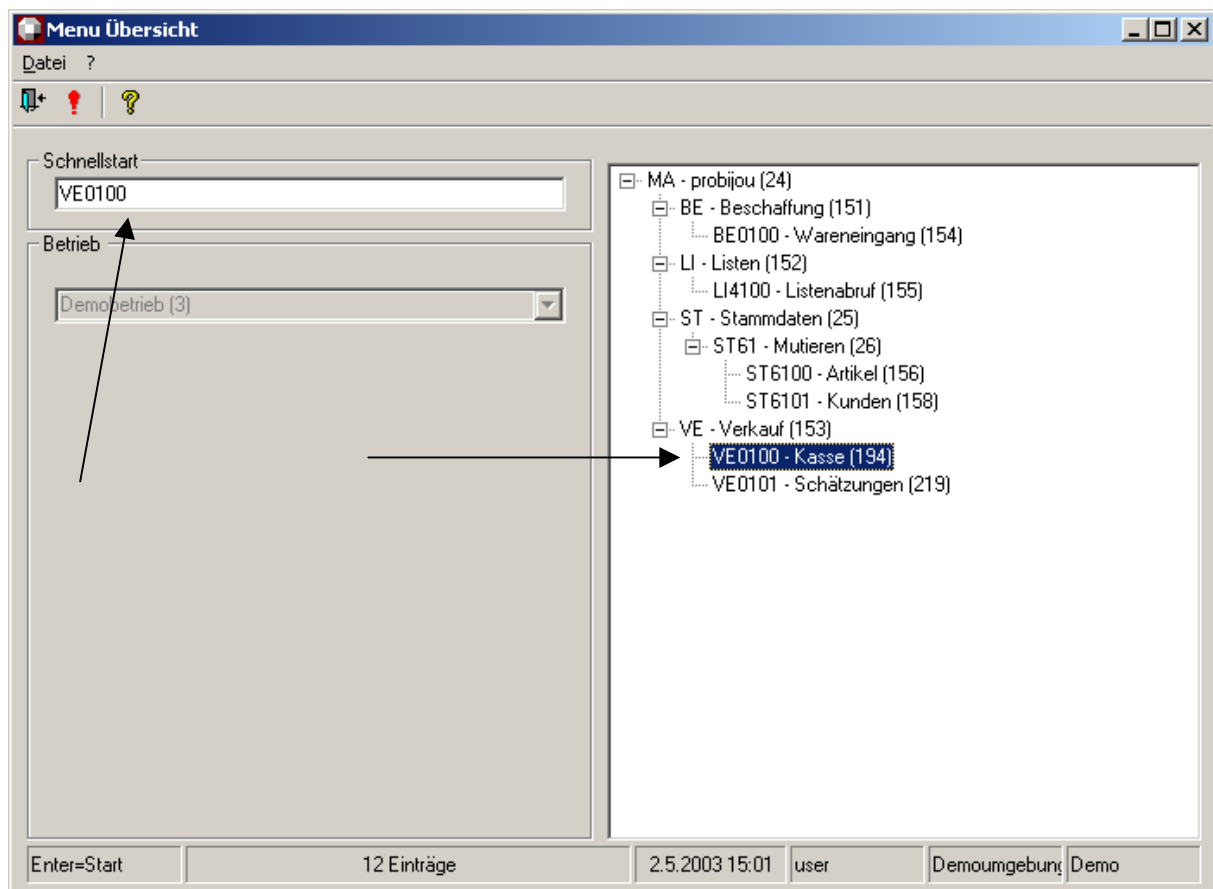 Menu Übersicht
Datei ?
Schnellstart
VE0100
Betrieb
Demobetrieb (3)
MA - probijou (24)
BE - Beschaffung (151)
BE0100 - Wareneingang (154)
LI - Listen (152)
LI4100 - Listenabruf (155)
ST - Stammdaten (25)
ST61 - Mutieren (26)
ST6100 - Artikel (156)
ST6101 - Kunden (158)
VE - Verkauf (153)
VE0100 - Kasse (194)
VE0101 - Schätzungen (219)
Enter=Start 12 Einträge 2.5.2003 15:01 user Demoumgebung Demo